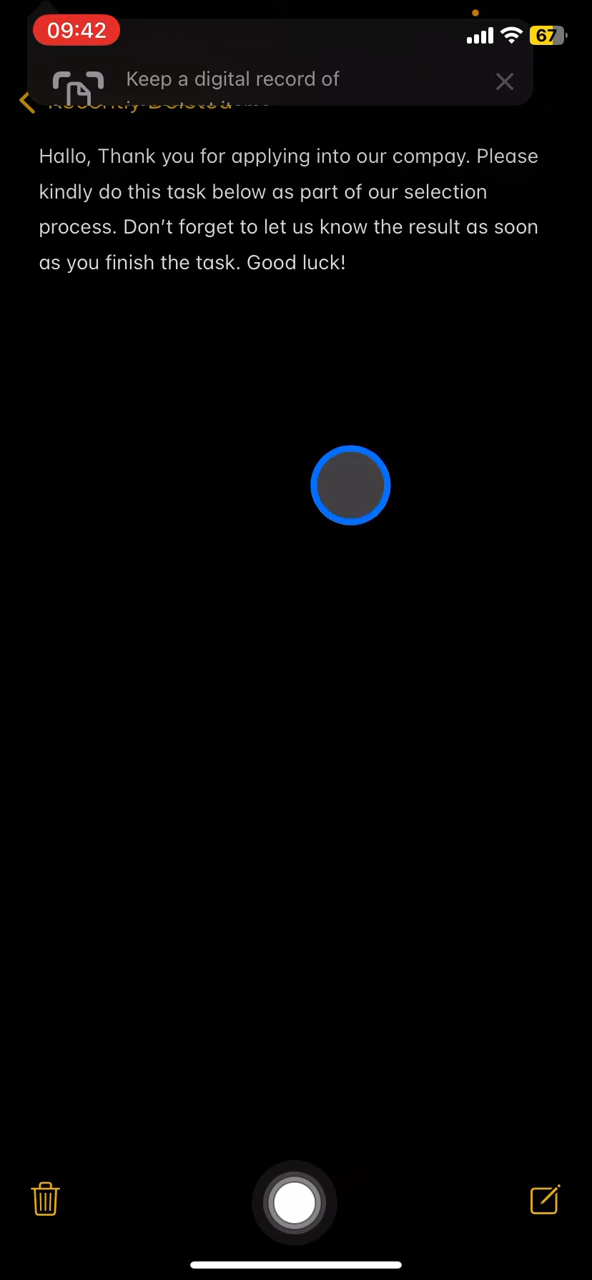 09:42
67
Keep a digital record of
Recently Deleted
Hallo, Thank you for applying into our compay. Please
kindly do this task below as part of our selection
process. Don’t forget to let us know the result as soon
as you finish the task. Good luck!